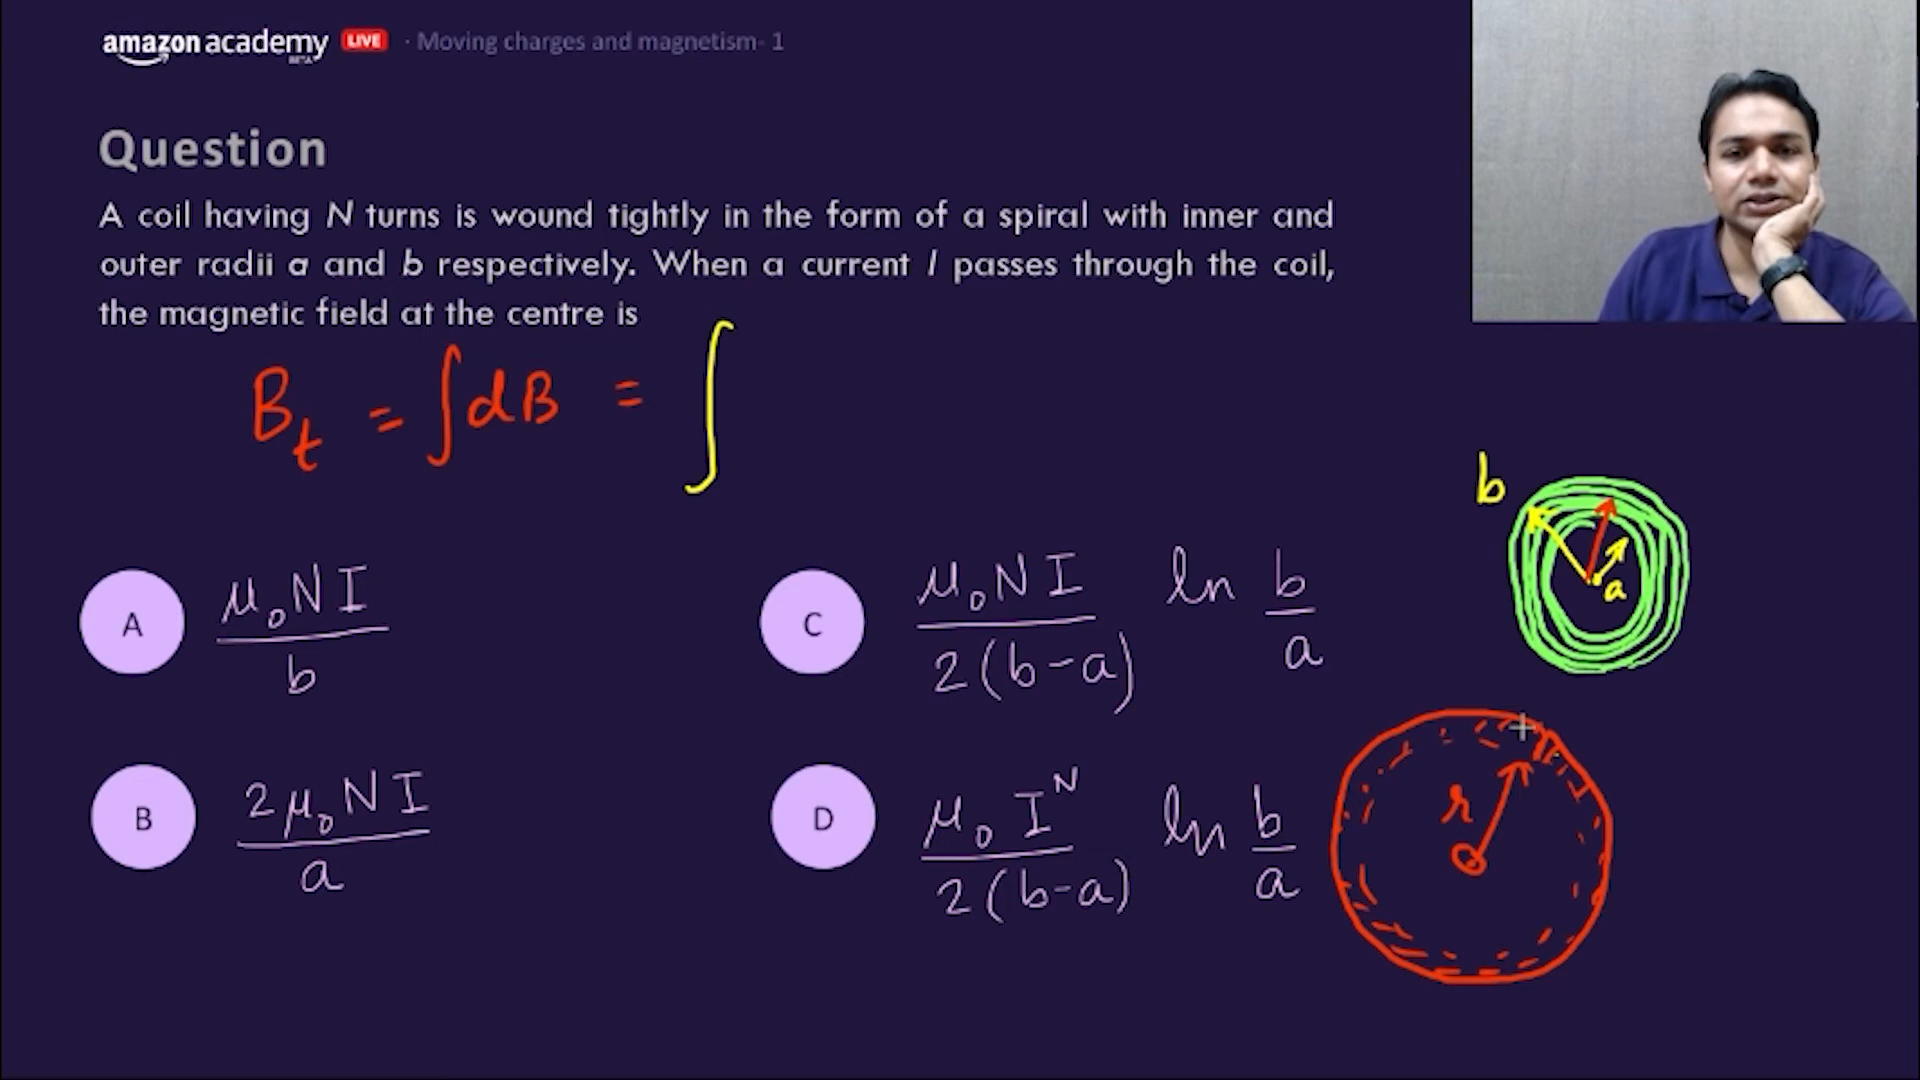 amazon academy LIVE · Moving charges and magnetism- 1
BETA
Question
A coil having N turns is wound tightly in the form of a spiral with inner and
outer radii a and b respectively. When a current I passes through the coil,
the magnetic field at the centre is
B_t = ∫dB = ∫
A μ₀NI / b
B 2μ₀NI / a
C μ₀NI / 2(b-a) ln b/a
D μ₀I^N / 2(b-a) ln b/a
b
a
r